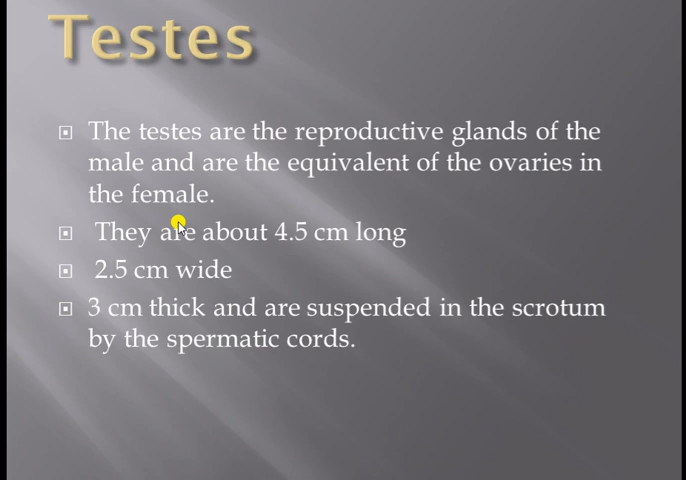 Testes
The testes are the reproductive glands of the
male and are the equivalent of the ovaries in
the female.
They are about 4.5 cm long
2.5 cm wide
3 cm thick and are suspended in the scrotum
by the spermatic cords.